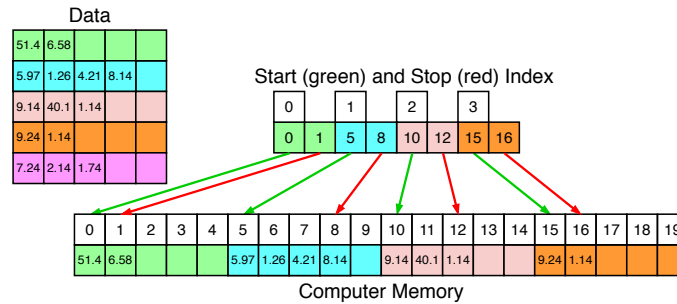 Data
51.4 6.58
5.97 1.26 4.21 8.14
9.14 40.1 1.14
9.24 1.14
7.24 2.14 1.74
Start (green) and Stop (red) Index
0 1 2 3
0 1 5 8 10 12 15 16
0 1 2 3 4 5 6 7 8 9 10 11 12 13 14 15 16 17 18 19
51.4 6.58 5.97 1.26 4.21 8.14 9.14 40.1 1.14 9.24 1.14
Computer Memory